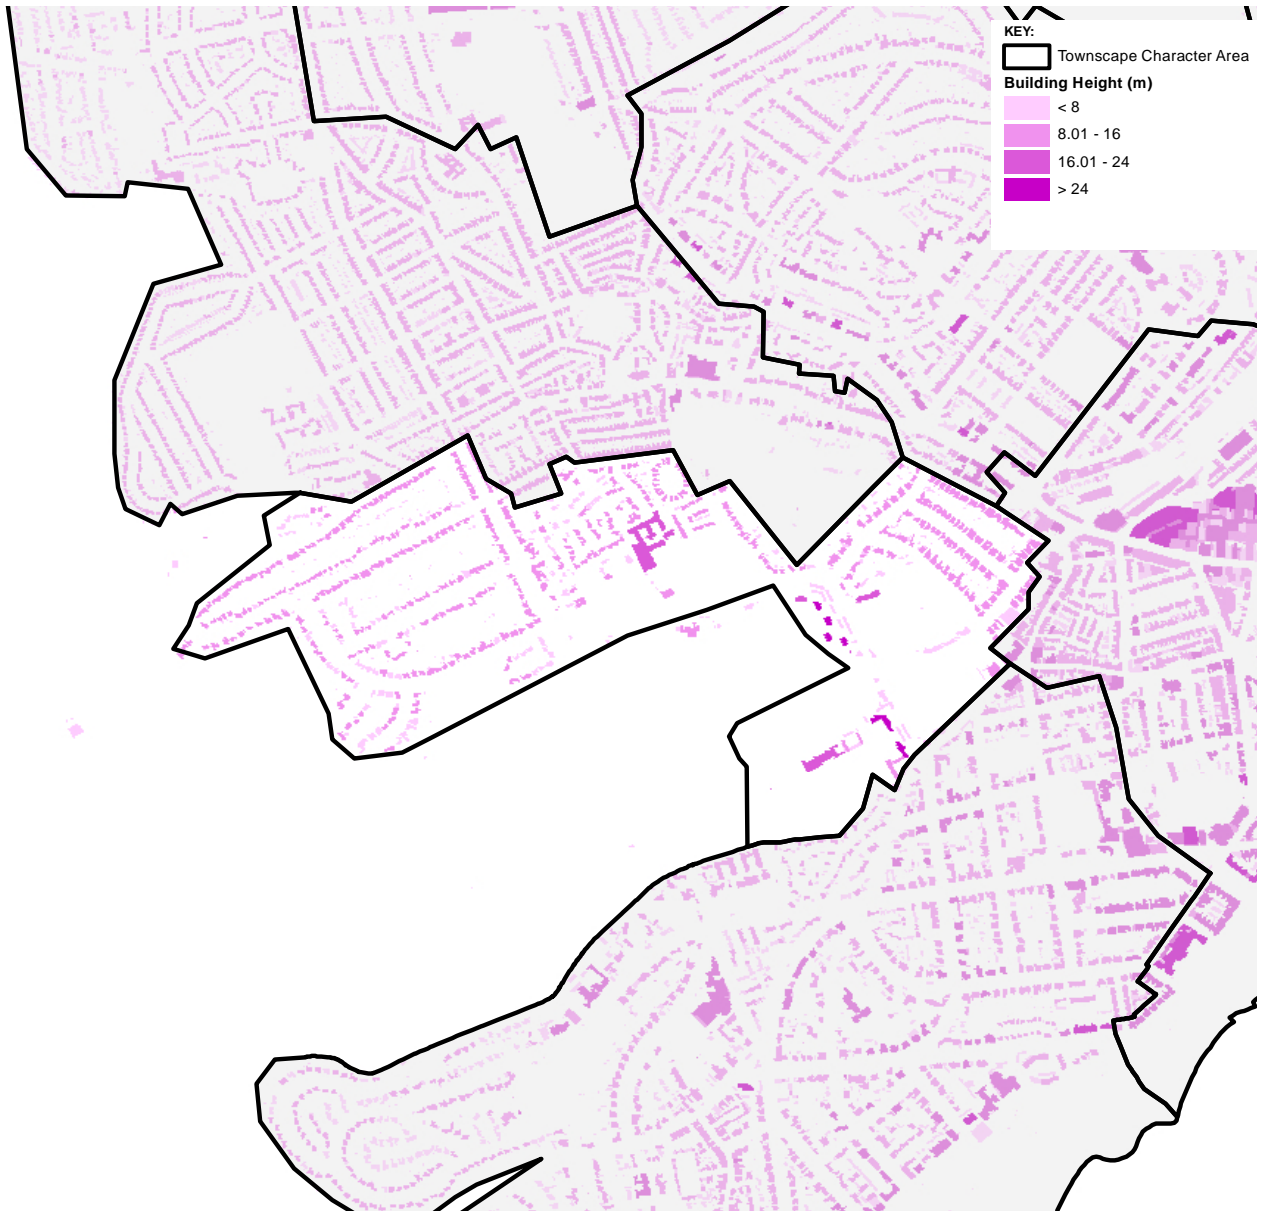 KEY:
Townscape Character Area
Building Height (m)
< 8
8.01 - 16
16.01 - 24
> 24